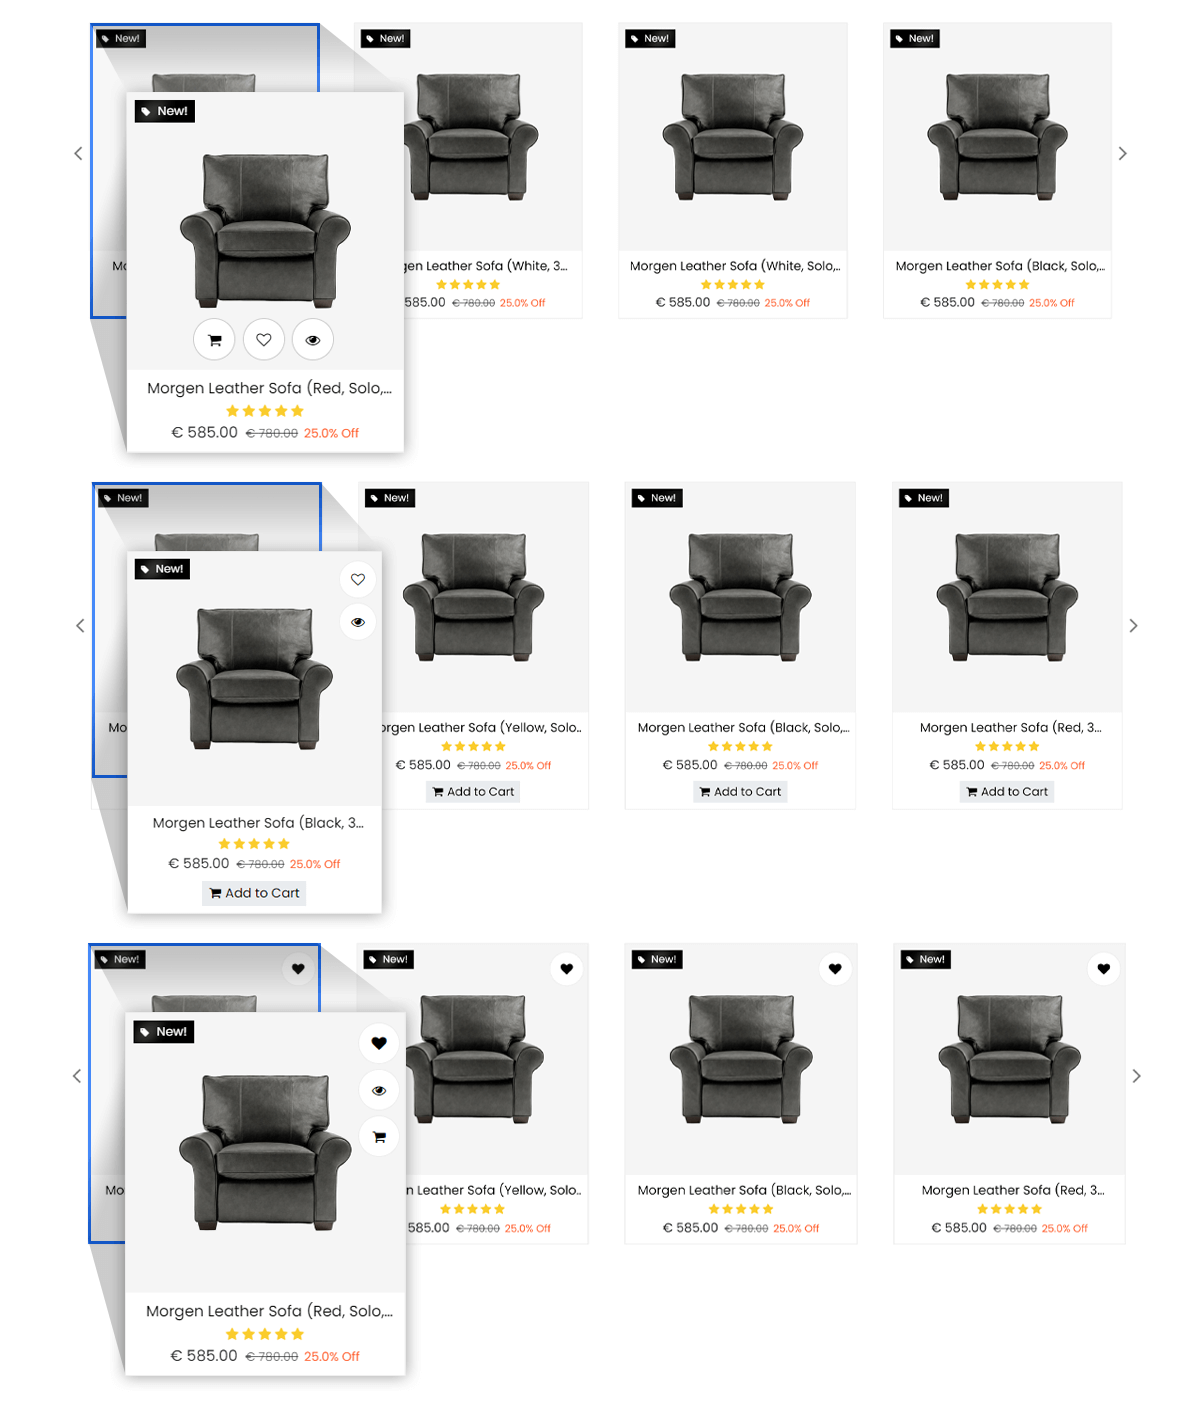 New!
New!
New!
New!
New!
Mo
rgen Leather Sofa (White, 3...
Morgen Leather Sofa (White, Solo,...
Morgen Leather Sofa (Black, Solo,...
585.00 € 780.00 25.0% Off
€ 585.00 € 780.00 25.0% Off
€ 585.00 € 780.00 25.0% Off
Morgen Leather Sofa (Red, Solo,...
€ 585.00 € 780.00 25.0% Off
New!
New!
New!
New!
New!
Mo
orgen Leather Sofa (Yellow, Solo..
Morgen Leather Sofa (Black, Solo,...
Morgen Leather Sofa (Red, 3...
€ 585.00 € 780.00 25.0% Off
€ 585.00 € 780.00 25.0% Off
€ 585.00 € 780.00 25.0% Off
Add to Cart
Add to Cart
Add to Cart
Morgen Leather Sofa (Black, 3...
€ 585.00 € 780.00 25.0% Off
Add to Cart
New!
New!
New!
New!
New!
Mo
n Leather Sofa (Yellow, Solo..
Morgen Leather Sofa (Black, Solo,...
Morgen Leather Sofa (Red, 3...
585.00 € 780.00 25.0% Off
€ 585.00 € 780.00 25.0% Off
€ 585.00 € 780.00 25.0% Off
Morgen Leather Sofa (Red, Solo,...
€ 585.00 € 780.00 25.0% Off